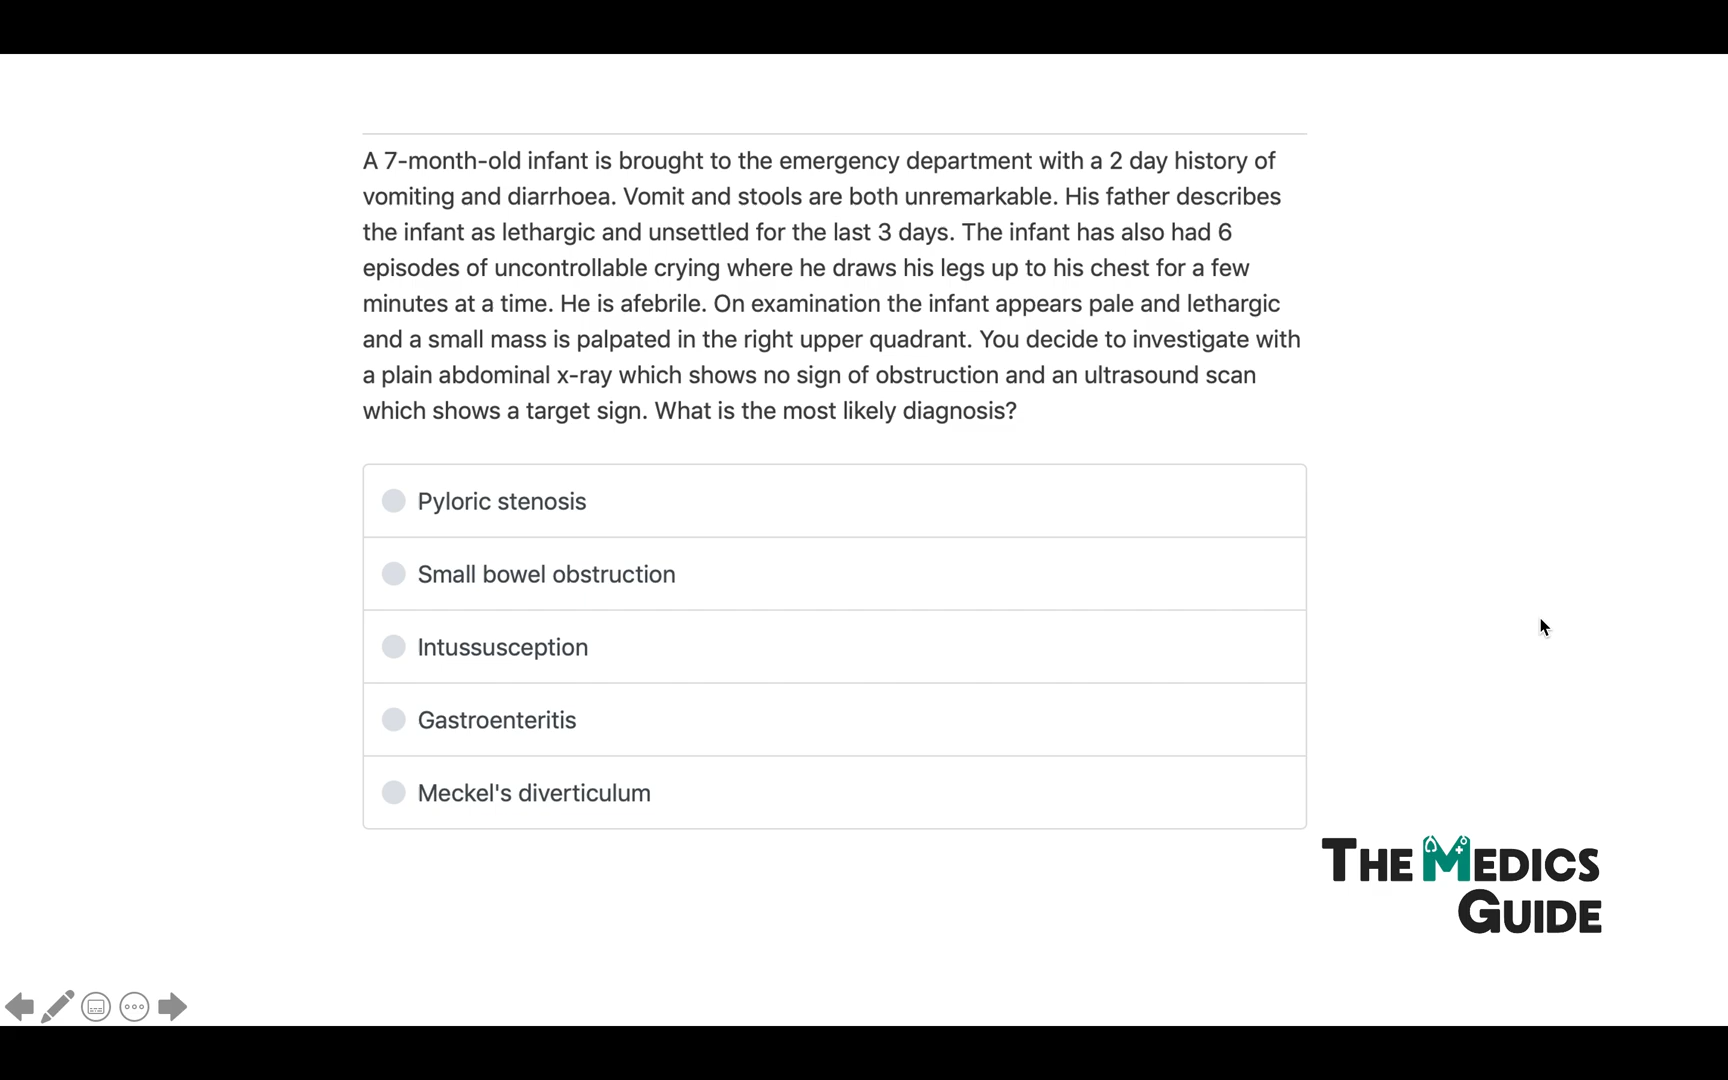 A 7-month-old infant is brought to the emergency department with a 2 day history of
vomiting and diarrhoea. Vomit and stools are both unremarkable. His father describes
the infant as lethargic and unsettled for the last 3 days. The infant has also had 6
episodes of uncontrollable crying where he draws his legs up to his chest for a few
minutes at a time. He is afebrile. On examination the infant appears pale and lethargic
and a small mass is palpated in the right upper quadrant. You decide to investigate with
a plain abdominal x-ray which shows no sign of obstruction and an ultrasound scan
which shows a target sign. What is the most likely diagnosis?
Pyloric stenosis
Small bowel obstruction
Intussusception
Gastroenteritis
Meckel's diverticulum
THE MEDICS
GUIDE